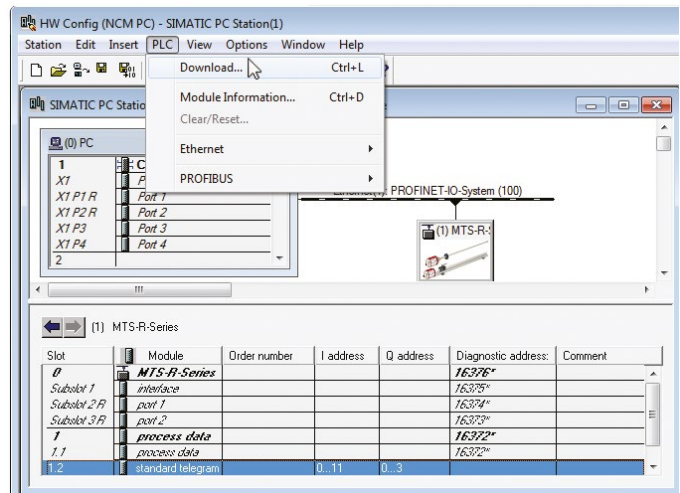 HW Config (NCM PC) - SIMATIC PC Station(1)
Station Edit Insert PLC View Options Window Help
Download... Ctrl+L
Module Information... Ctrl+D
Clear/Reset...
Ethernet
PROFIBUS
SIMATIC PC Statio
(0) PC
1 C
X1 P
X1 P1 R Port 1
X1 P2 R Port 2
X1 P3 Port 3
X1 P4 Port 4
2
PROFINET-IO-System (100)
(1) MTS-R-S
(1) MTS-R-Series
Slot Module Order number I address Q address Diagnostic address: Comment
0 MTS-R-Series 16376*
Subslot 1 interface 16375*
Subslot 2 R port 1 16374*
Subslot 3 R port 2 16373*
1 process data 16372*
1.1 process data 16372*
1.2 standard telegram 0...11 0...3